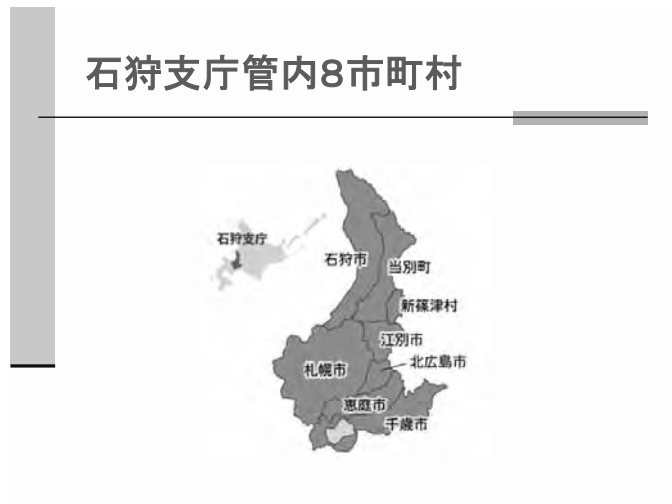 石狩支庁管内８市町村
石狩支庁
石狩市
当別町
新篠津村
江別市
北広島市
札幌市
恵庭市
千歳市